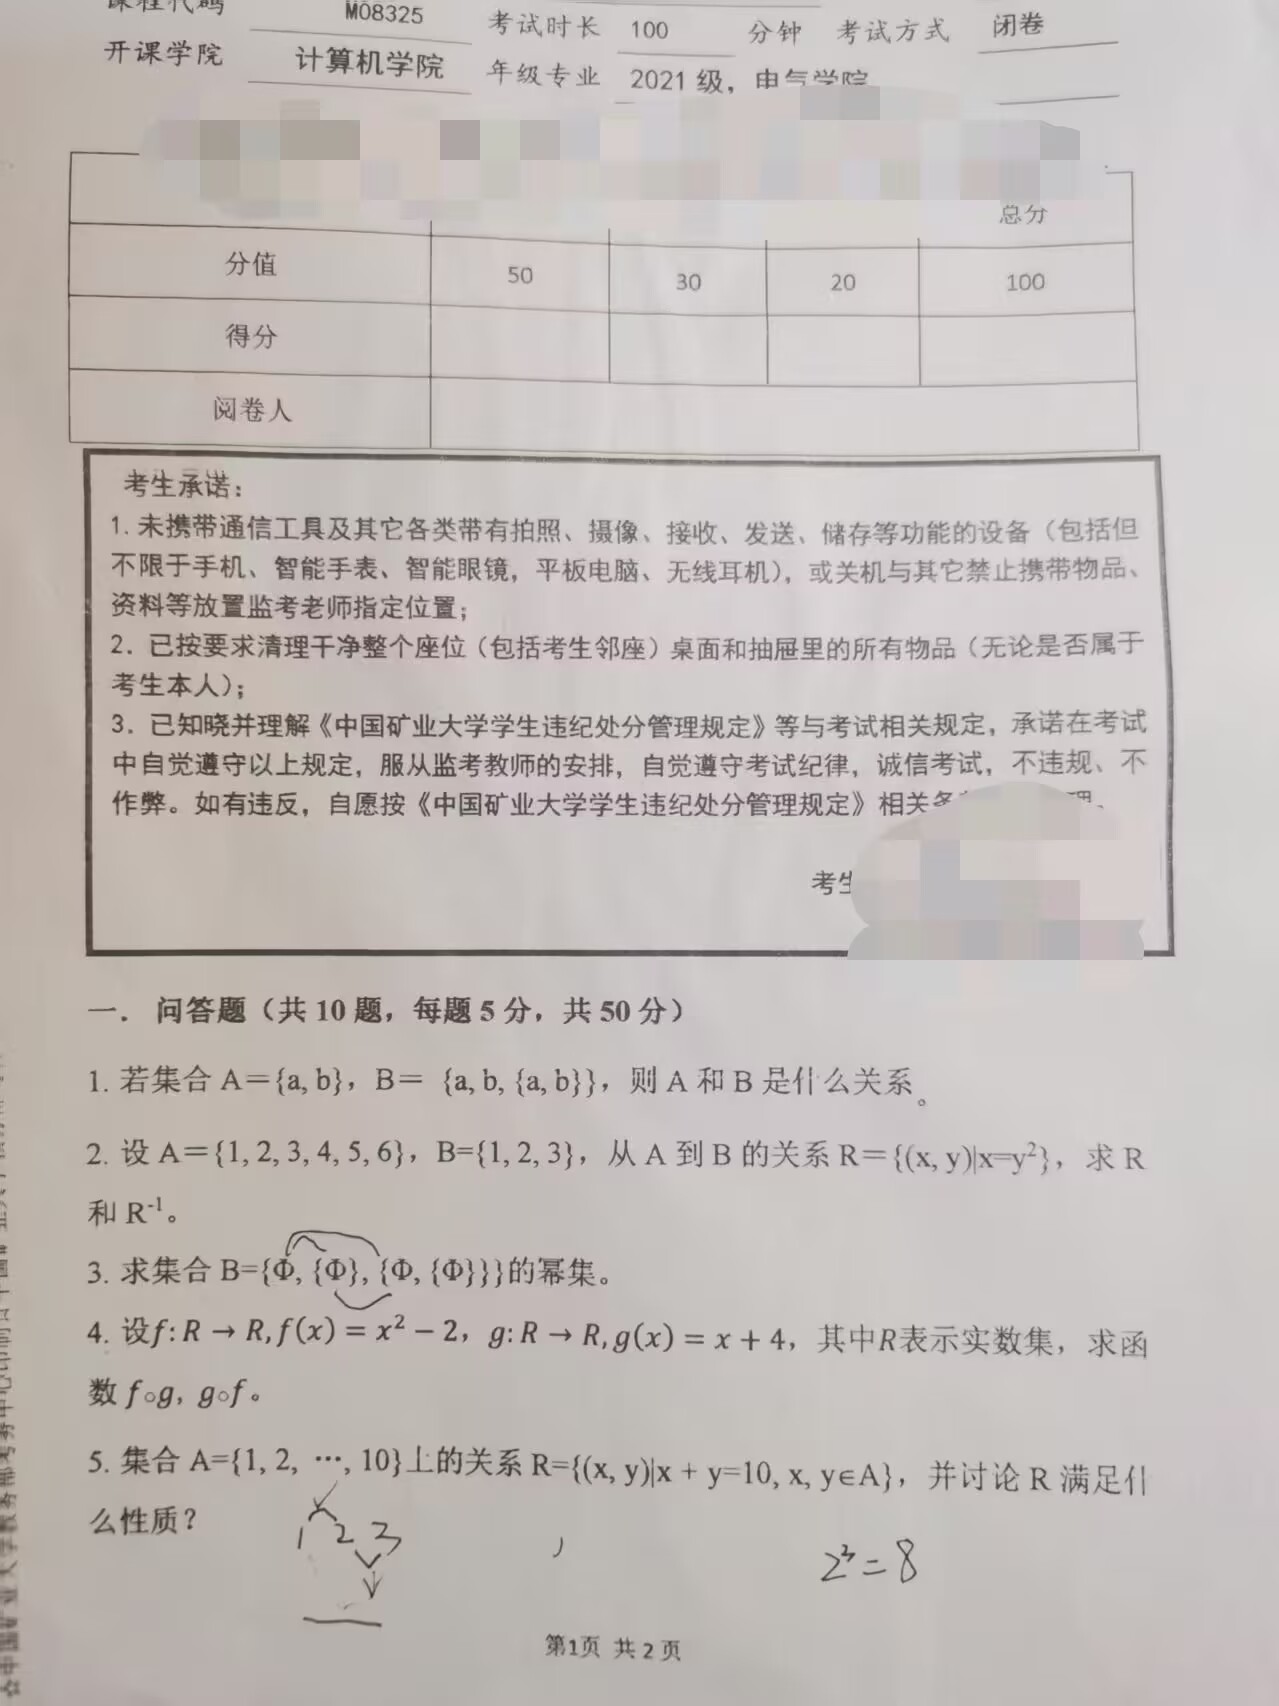 课程代码 M08325 考试时长 100 分钟 考试方式 闭卷
开课学院 计算机学院 年级专业 2021 级，电气学院
总分
分值 50 30 20 100
得分
阅卷人
考生承诺：
1. 未携带通信工具及其它各类带有拍照、摄像、接收、发送、储存等功能的设备（包括但
不限于手机、智能手表、智能眼镜，平板电脑、无线耳机），或关机与其它禁止携带物品、
资料等放置监考老师指定位置；
2. 已按要求清理干净整个座位（包括考生邻座）桌面和抽屉里的所有物品（无论是否属于
考生本人）；
3. 已知晓并理解《中国矿业大学学生违纪处分管理规定》等与考试相关规定，承诺在考试
中自觉遵守以上规定，服从监考教师的安排，自觉遵守考试纪律，诚信考试，不违规、不
作弊。如有违反，自愿按《中国矿业大学学生违纪处分管理规定》相关条 理。
考生
一． 问答题（共 10 题，每题 5 分，共 50 分）
1. 若集合 A＝{a, b}，B＝ {a, b, {a, b}}，则 A 和 B 是什么关系。
2. 设 A＝{1, 2, 3, 4, 5, 6}，B={1, 2, 3}，从 A 到 B 的关系 R＝{(x, y)|x=y²}，求 R
和 R⁻¹。
3. 求集合 B={Φ, {Φ}, {Φ, {Φ}}}的幂集。
4. 设f: R → R, f(x) = x² − 2，g: R → R, g(x) = x + 4，其中R表示实数集，求函
数 f∘g，g∘f。
5. 集合 A={1, 2, …, 10}上的关系 R={(x, y)|x + y=10, x, y∈A}，并讨论 R 满足什
么性质？
1 2 3
2³ = 8
第1页 共 2 页